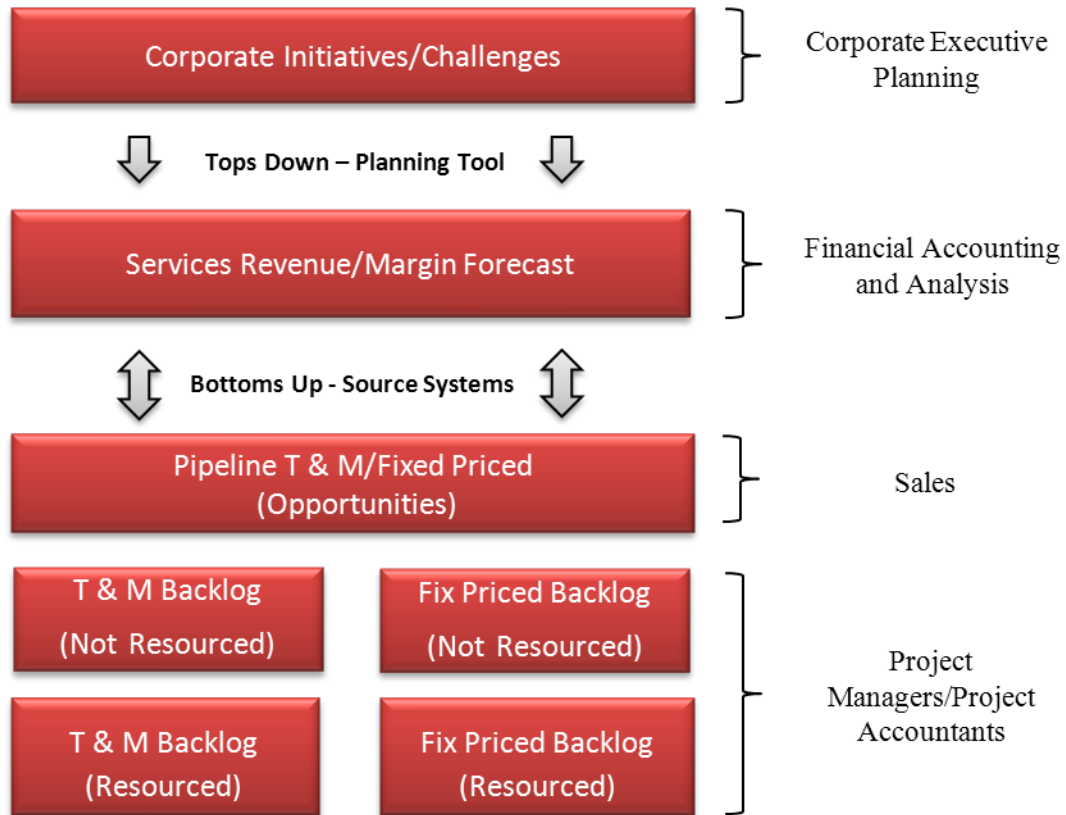 Corporate Initiatives/Challenges
Corporate Executive
Planning
Tops Down – Planning Tool
Services Revenue/Margin Forecast
Financial Accounting
and Analysis
Bottoms Up - Source Systems
Pipeline T & M/Fixed Priced
(Opportunities)
Sales
T & M Backlog
(Not Resourced)
Fix Priced Backlog
(Not Resourced)
T & M Backlog
(Resourced)
Fix Priced Backlog
(Resourced)
Project
Managers/Project
Accountants